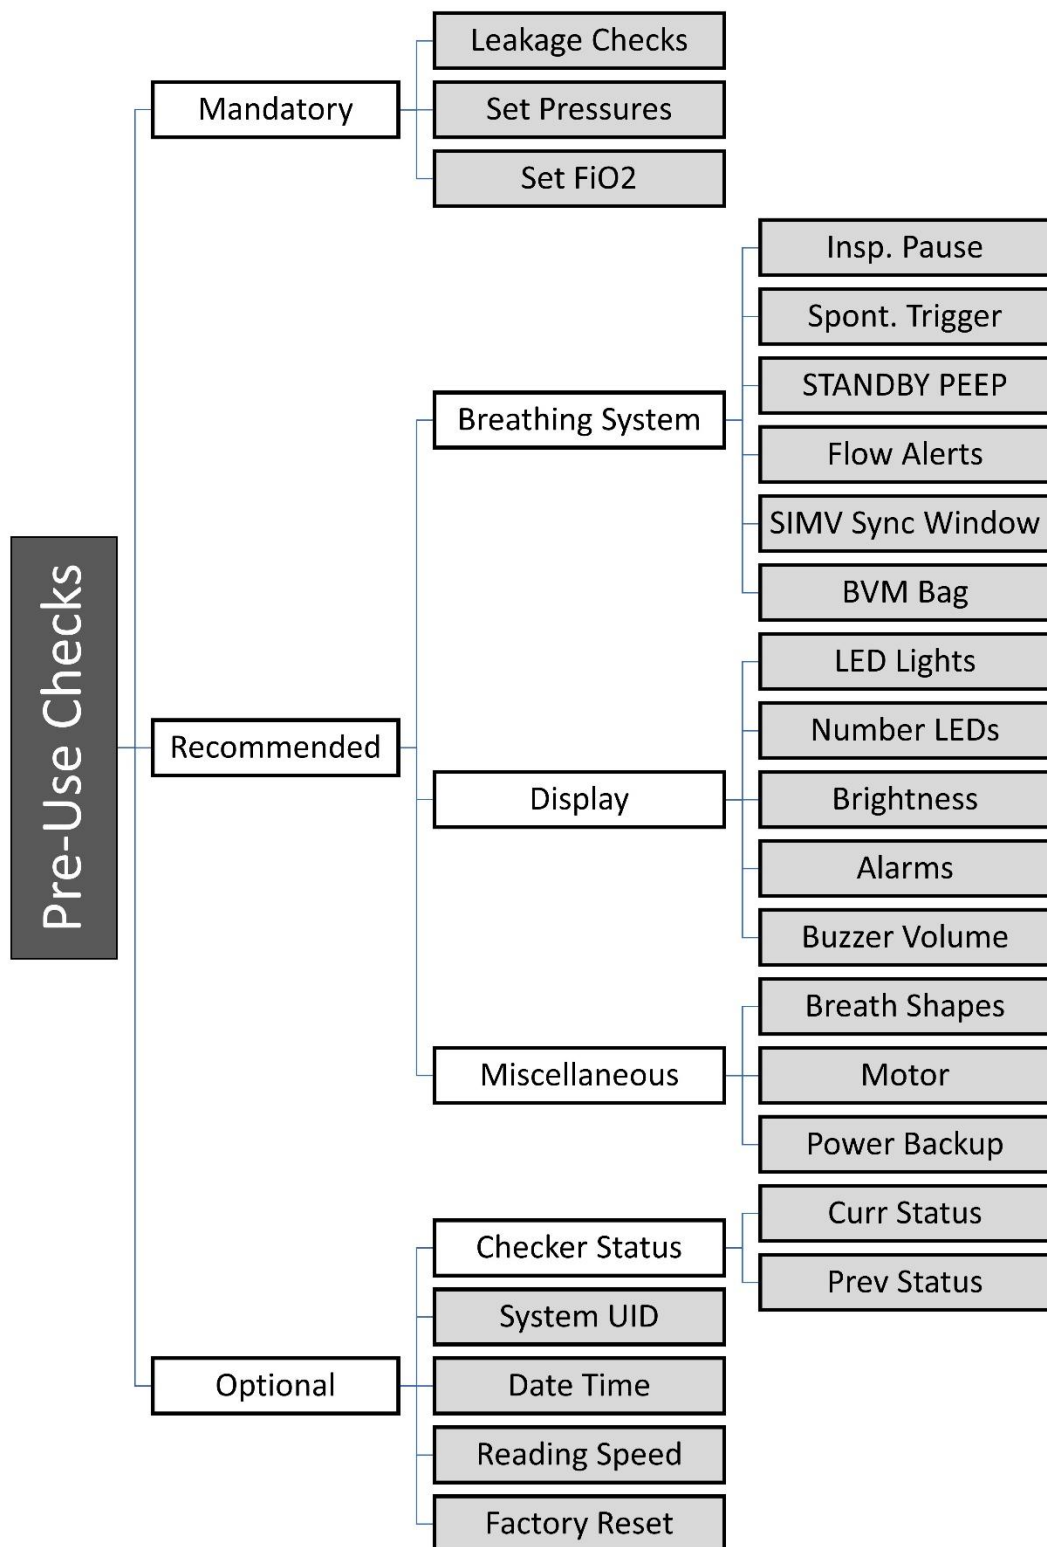 Pre-Use Checks
Mandatory
Leakage Checks
Set Pressures
Set FiO2
Recommended
Breathing System
Insp. Pause
Spont. Trigger
STANDBY PEEP
Flow Alerts
SIMV Sync Window
BVM Bag
Display
LED Lights
Number LEDs
Brightness
Alarms
Buzzer Volume
Miscellaneous
Breath Shapes
Motor
Power Backup
Optional
Checker Status
Curr Status
Prev Status
System UID
Date Time
Reading Speed
Factory Reset